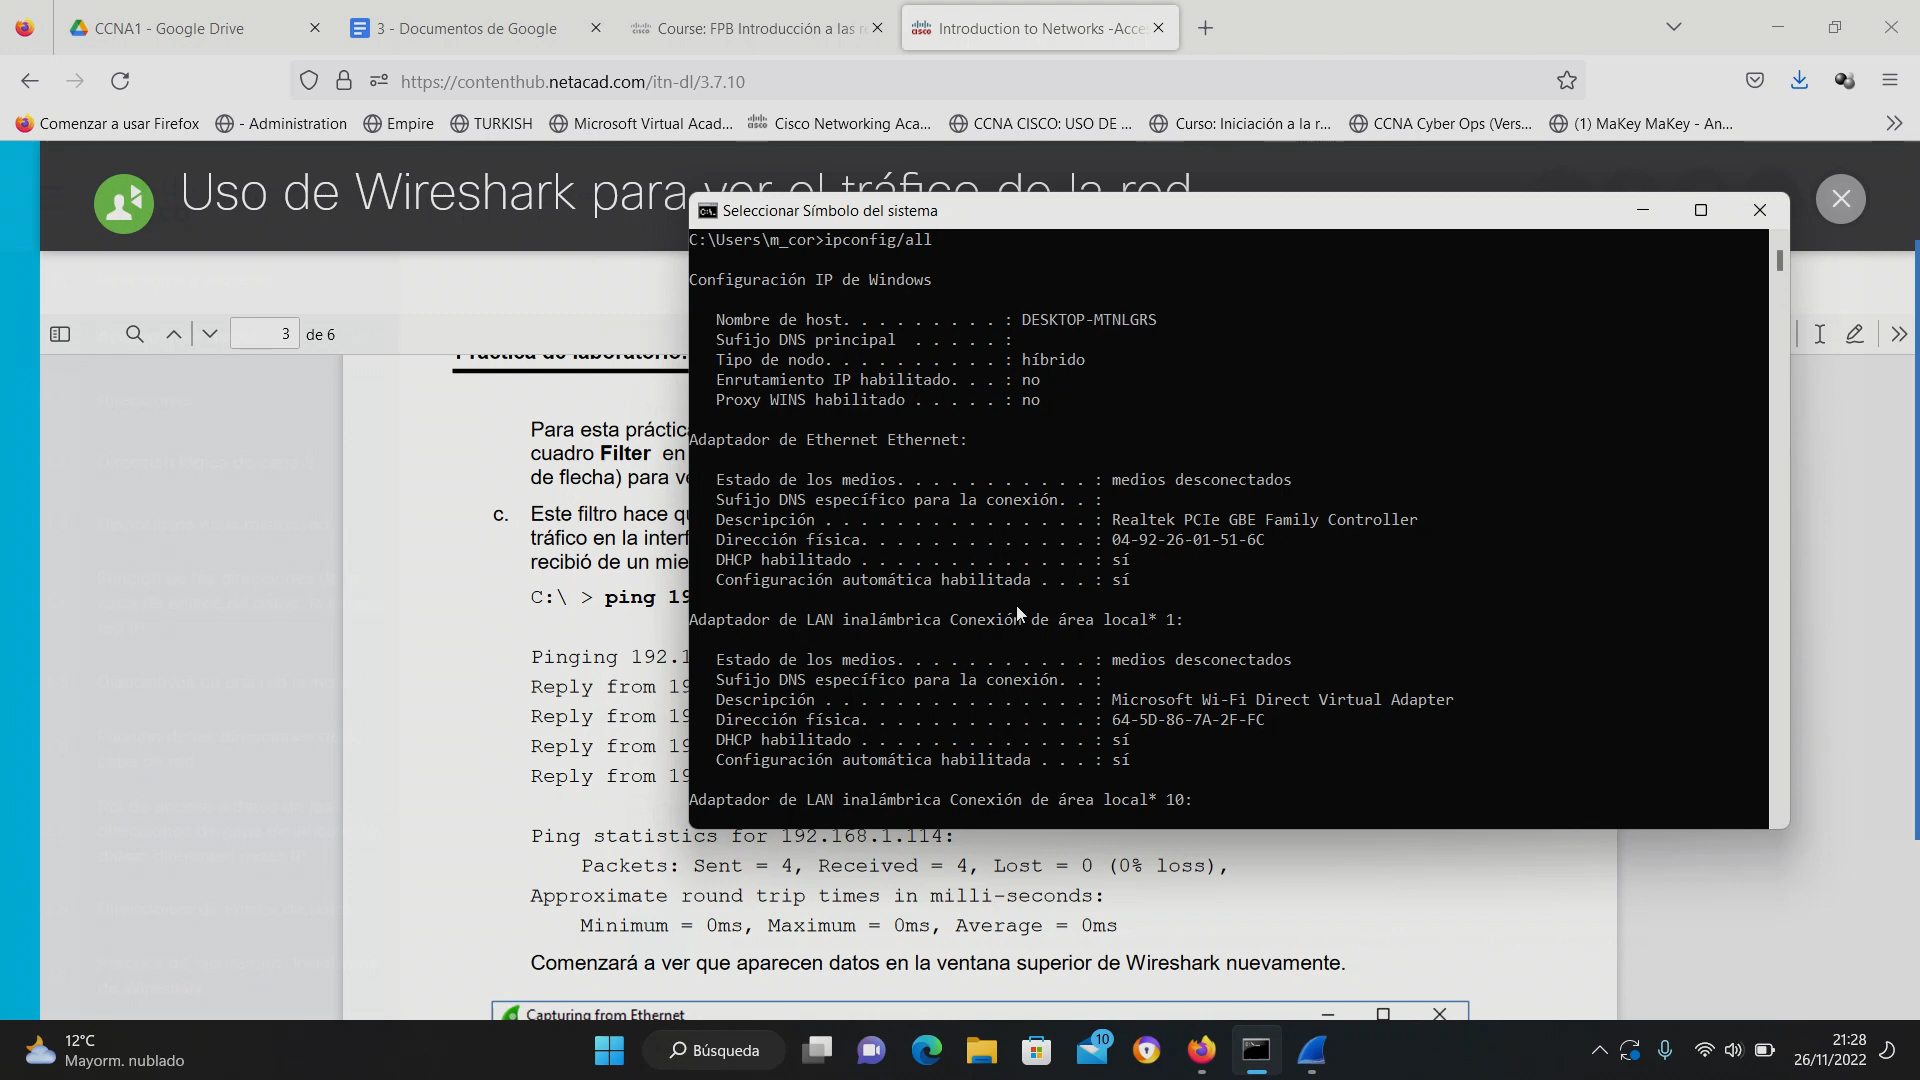 CCNA1 - Google Drive
3 - Documentos de Google
Course: FPB Introducción a las r
Introduction to Networks -Acce
https://contenthub.netacad.com/itn-dl/3.7.10
Comenzar a usar Firefox
- Administration
Empire
TURKISH
Microsoft Virtual Acad...
Cisco Networking Aca...
CCNA CISCO: USO DE ...
Curso: Iniciación a la r...
CCNA Cyber Ops (Vers...
(1) MaKey MaKey - An...
Uso de Wireshark para ver el tráfico de la red
3 de 6
Práctica de laboratorio:
Para esta práctic
cuadro Filter en
de flecha) para v
c. Este filtro hace q
tráfico en la interf
recibió de un mie
C:\ > ping 19
Pinging 192.1
Reply from 19
Reply from 19
Reply from 19
Reply from 19
Ping statistics for 192.168.1.114:
Packets: Sent = 4, Received = 4, Lost = 0 (0% loss),
Approximate round trip times in milli-seconds:
Minimum = 0ms, Maximum = 0ms, Average = 0ms
Comenzará a ver que aparecen datos en la ventana superior de Wireshark nuevamente.
Capturing from Ethernet
Seleccionar Símbolo del sistema
C:\Users\m_cor>ipconfig/all
Configuración IP de Windows
Nombre de host. . . . . . . . . : DESKTOP-MTNLGRS
Sufijo DNS principal  . . . . . :
Tipo de nodo. . . . . . . . . . : híbrido
Enrutamiento IP habilitado. . . : no
Proxy WINS habilitado . . . . . : no
Adaptador de Ethernet Ethernet:
Estado de los medios. . . . . . . . . . . : medios desconectados
Sufijo DNS específico para la conexión. . :
Descripción . . . . . . . . . . . . . . . : Realtek PCIe GBE Family Controller
Dirección física. . . . . . . . . . . . . : 04-92-26-01-51-6C
DHCP habilitado . . . . . . . . . . . . . : sí
Configuración automática habilitada . . . : sí
Adaptador de LAN inalámbrica Conexión de área local* 1:
Estado de los medios. . . . . . . . . . . : medios desconectados
Sufijo DNS específico para la conexión. . :
Descripción . . . . . . . . . . . . . . . : Microsoft Wi-Fi Direct Virtual Adapter
Dirección física. . . . . . . . . . . . . : 64-5D-86-7A-2F-FC
DHCP habilitado . . . . . . . . . . . . . : sí
Configuración automática habilitada . . . : sí
Adaptador de LAN inalámbrica Conexión de área local* 10:
12°C
Mayorm. nublado
Búsqueda
10
21:28
26/11/2022